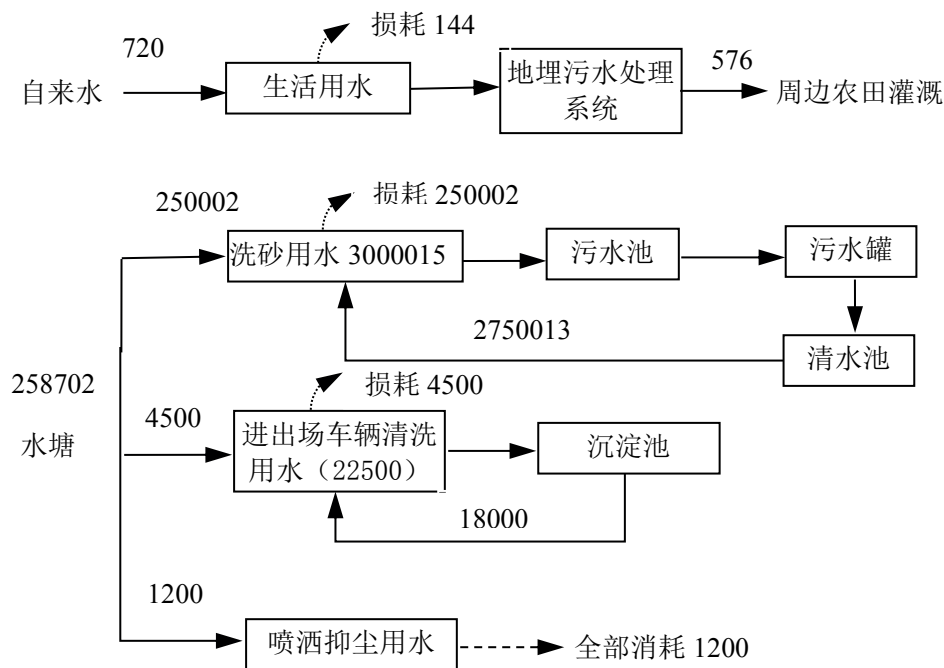 损耗 144
720
自来水
生活用水
地埋污水处理
系统
576
周边农田灌溉
250002
损耗 250002
洗砂用水 3000015
污水池
污水罐
2750013
清水池
258702
水塘
4500
损耗 4500
进出场车辆清洗
用水（22500）
沉淀池
18000
1200
喷洒抑尘用水
全部消耗 1200